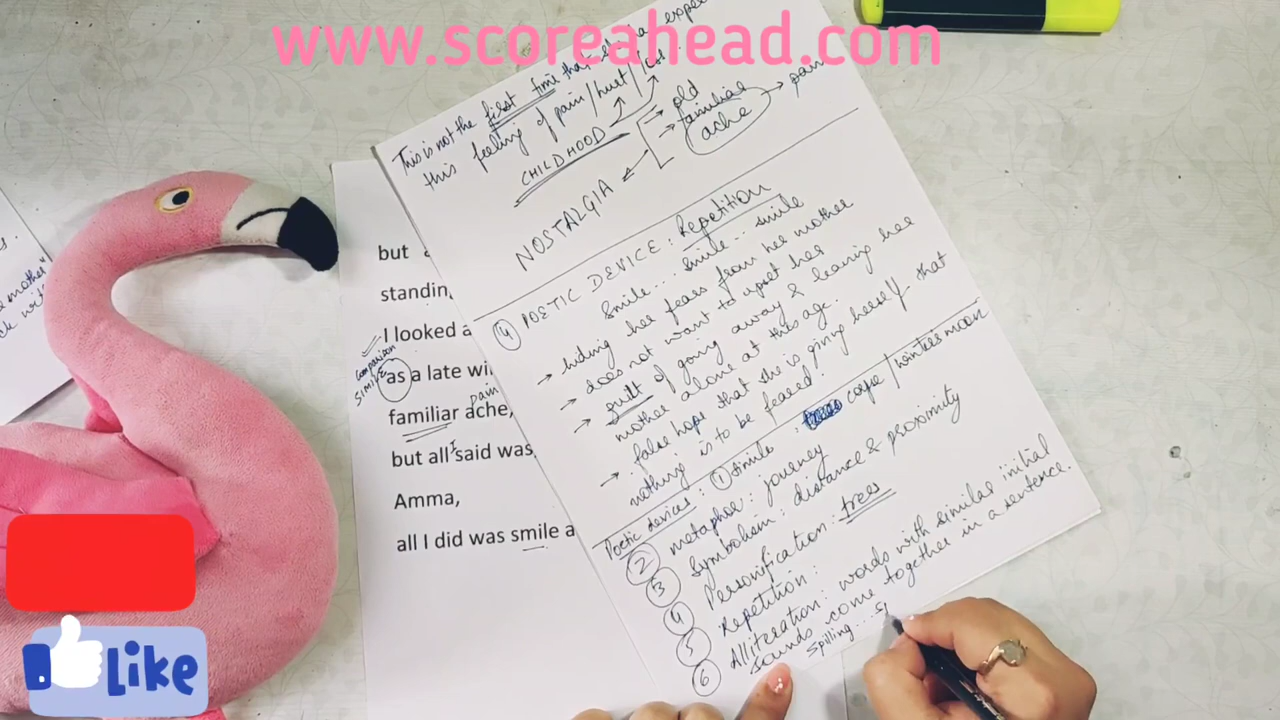 www.scoreahead.com
This is not the first time that
this feeling of pain/hurt/
CHILDHOOD
old
familiar
ache
pain
NOSTALGIA
④ POETIC DEVICE: Repetition
Smile... smile... smile
→ hiding her fears from her mother
→ does not want to upset her
→ guilt of going away & leaving her
mother alone at this age.
→ false hope that she is giving herself that
nothing is to be feared.
Poetic devices: ① simile, corpse/winter's moon
② metaphor: journey
③ Symbolism: distance & proximity
④ Personification: trees
⑤ Repetition:
⑥ Alliteration: words with similar initial
sounds come together in a sentence.
spilling...
but
standing
I looked
Comparison
SIMILE
as a late
pain
familiar ache,
but all I said was,
Amma,
all I did was smile
Like